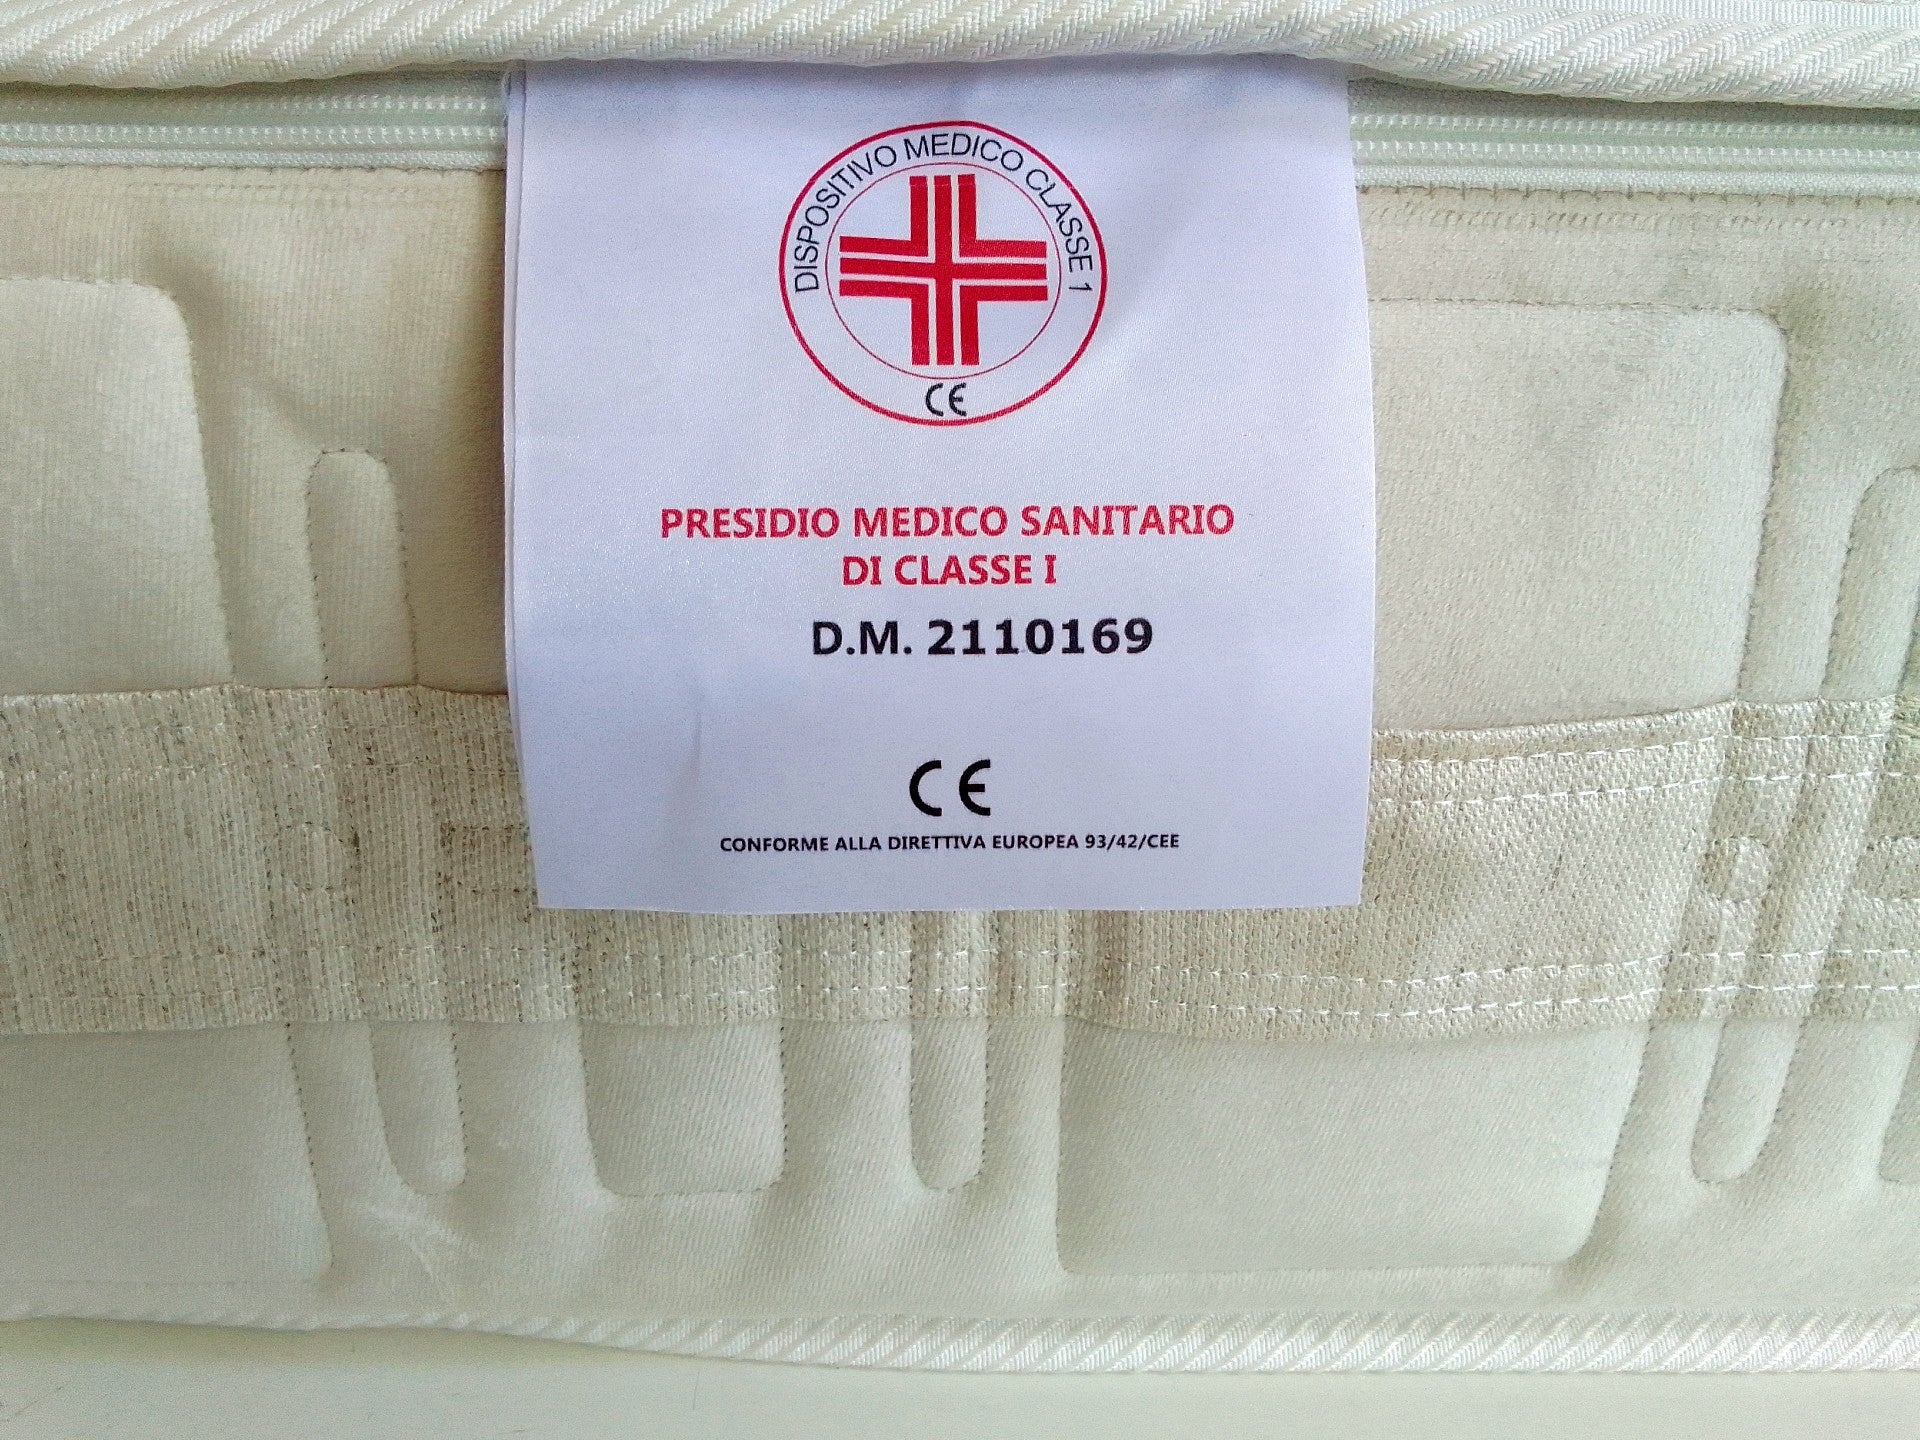 DISPOSITIVO MEDICO CLASSE 1
CE
PRESIDIO MEDICO SANITARIO
DI CLASSE I
D.M. 2110169
CE
CONFORME ALLA DIRETTIVA EUROPEA 93/42/CEE